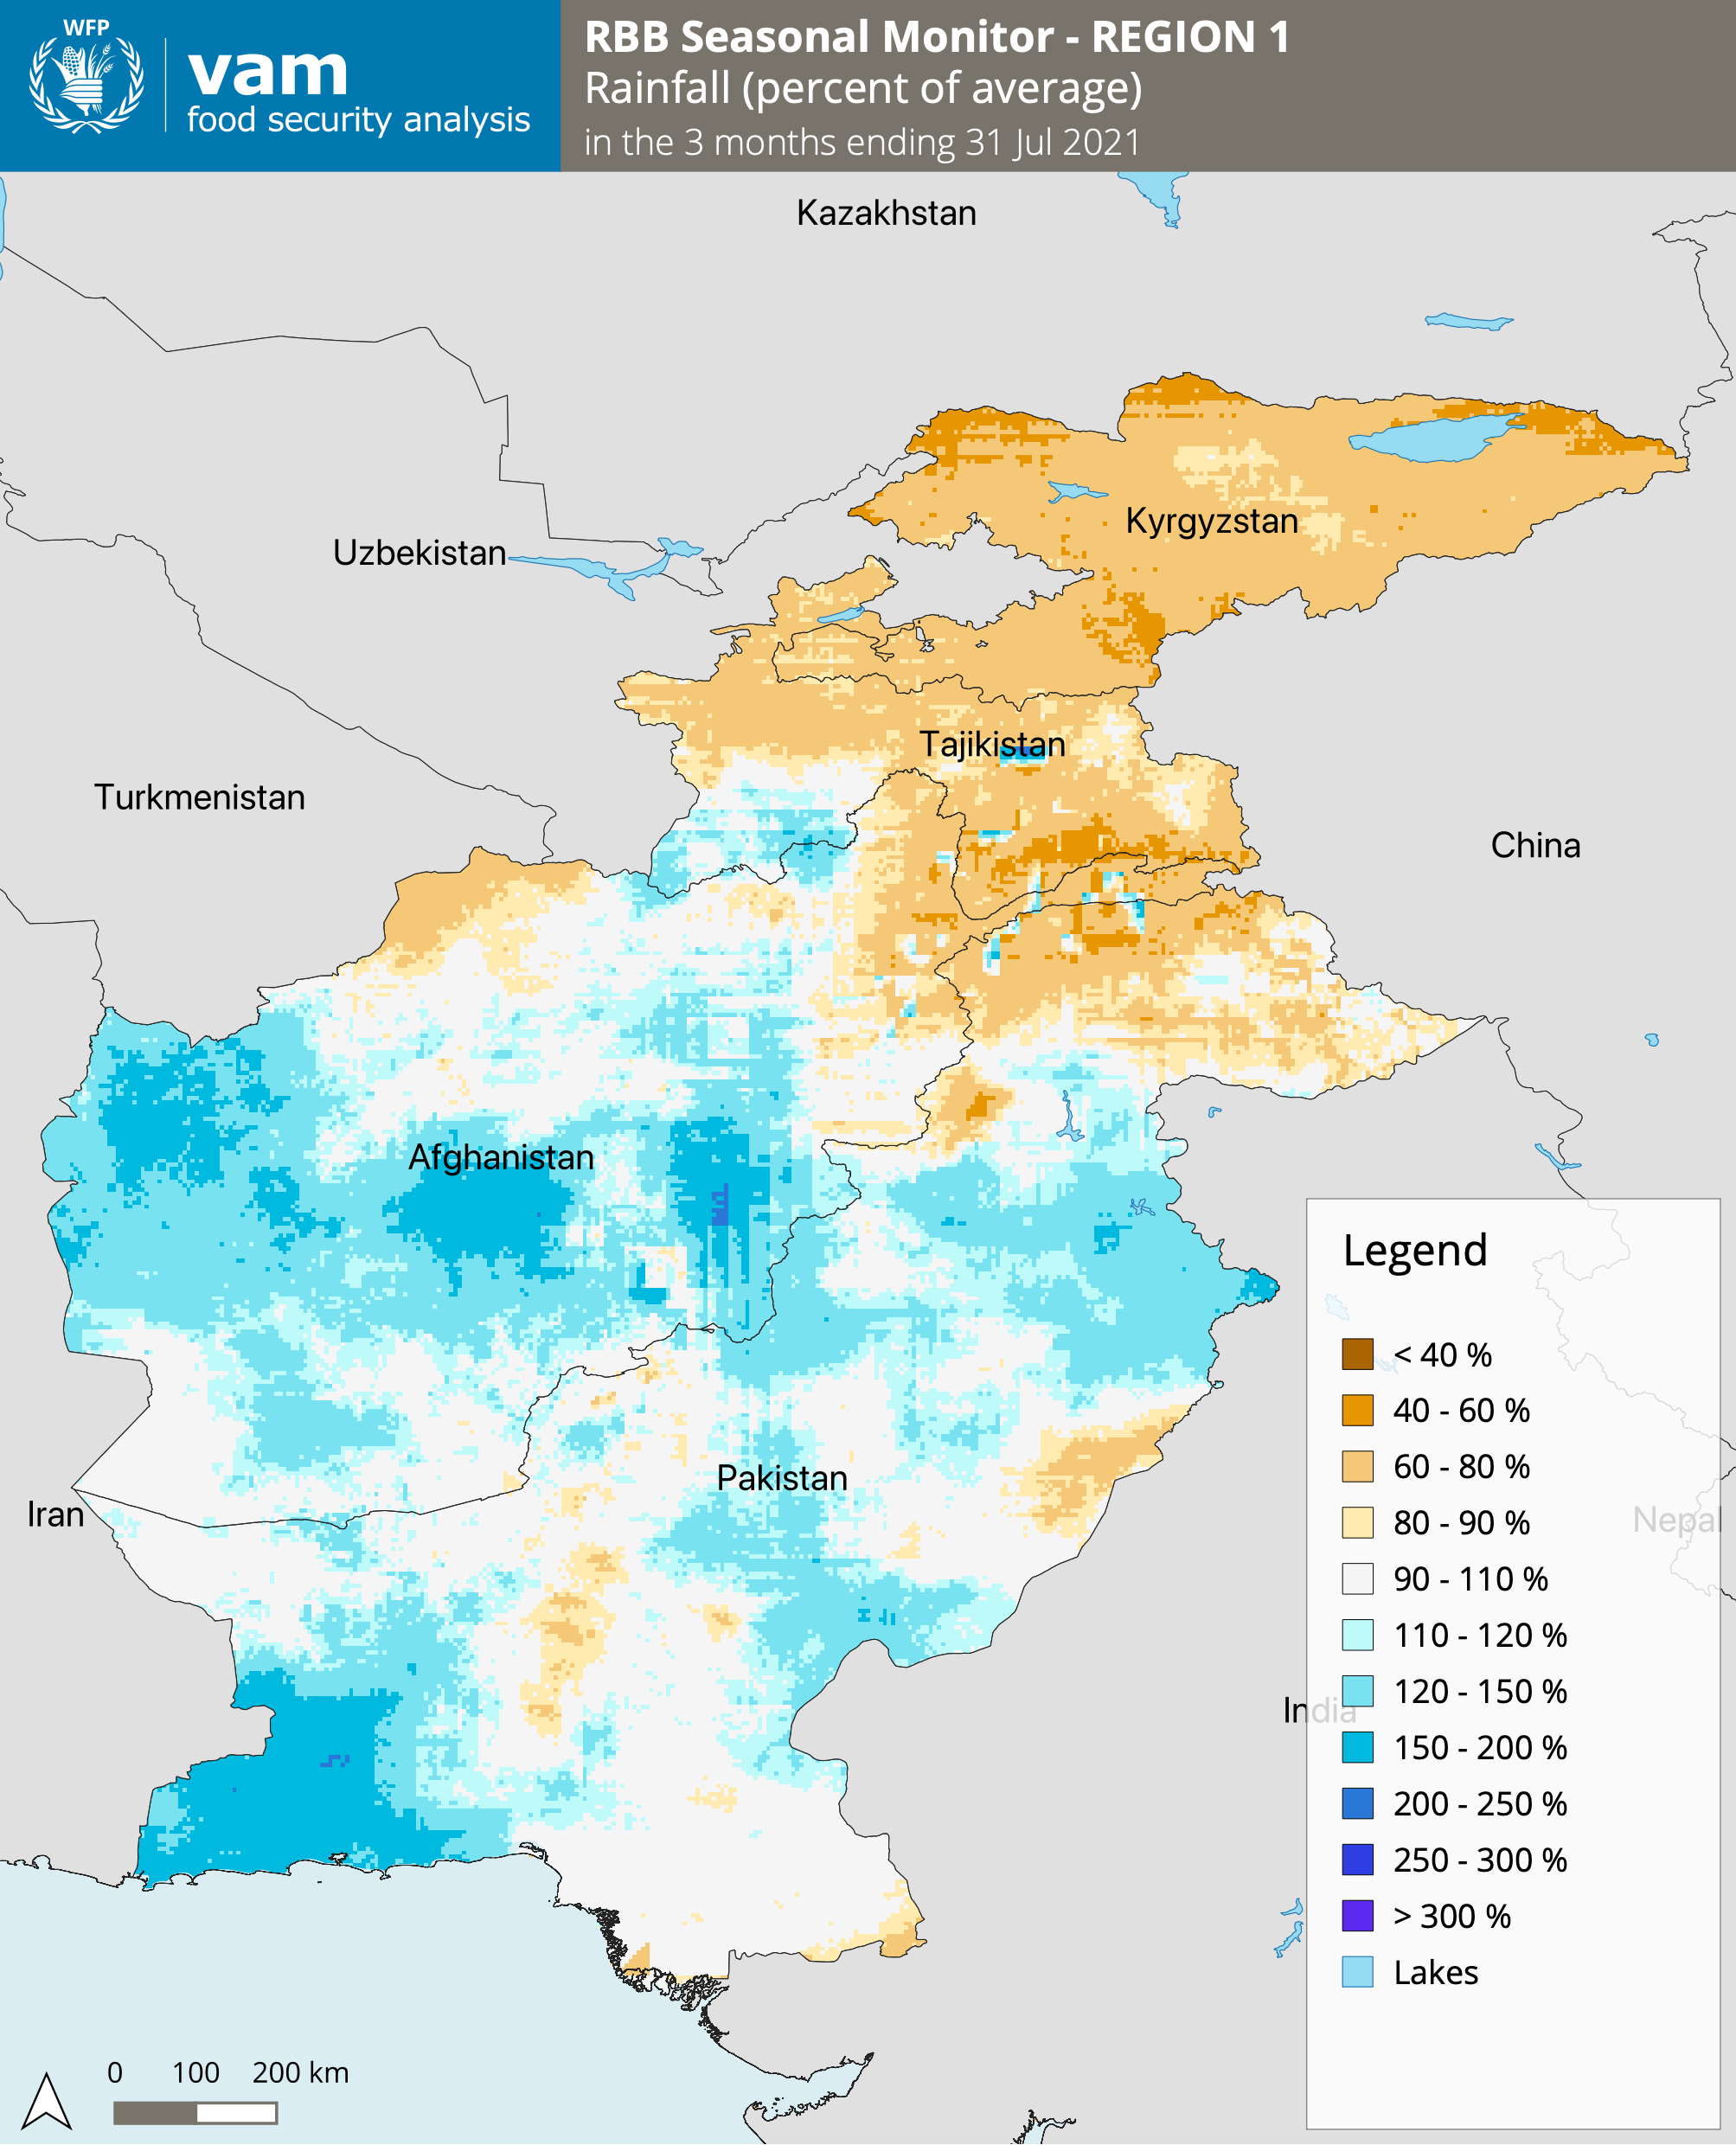 WFP
vam
food security analysis
RBB Seasonal Monitor - REGION 1
Rainfall (percent of average)
in the 3 months ending 31 Jul 2021
Kazakhstan
Kyrgyzstan
Uzbekistan
Tajikistan
Turkmenistan
China
Afghanistan
Pakistan
Iran
Nepal
India
Legend
< 40 %
40 - 60 %
60 - 80 %
80 - 90 %
90 - 110 %
110 - 120 %
120 - 150 %
150 - 200 %
200 - 250 %
250 - 300 %
> 300 %
Lakes
0 100 200 km